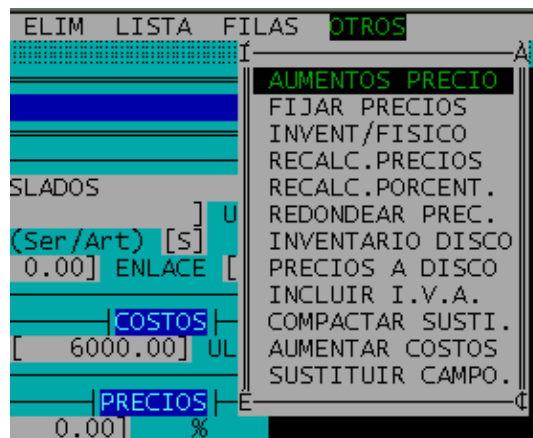 ELIM LISTA FILAS OTROS
AUMENTOS PRECIO
FIJAR PRECIOS
INVENT/FISICO
RECALC.PRECIOS
SLADOS
RECALC.PORCENT.
] U
REDONDEAR PREC.
(Ser/Art) [S]
INVENTARIO DISCO
0.00] ENLACE [
PRECIOS A DISCO
INCLUIR I.V.A.
COSTOS
COMPACTAR SUSTI.
[ 6000.00] UL
AUMENTAR COSTOS
SUSTITUIR CAMPO.
PRECIOS
0.00] %